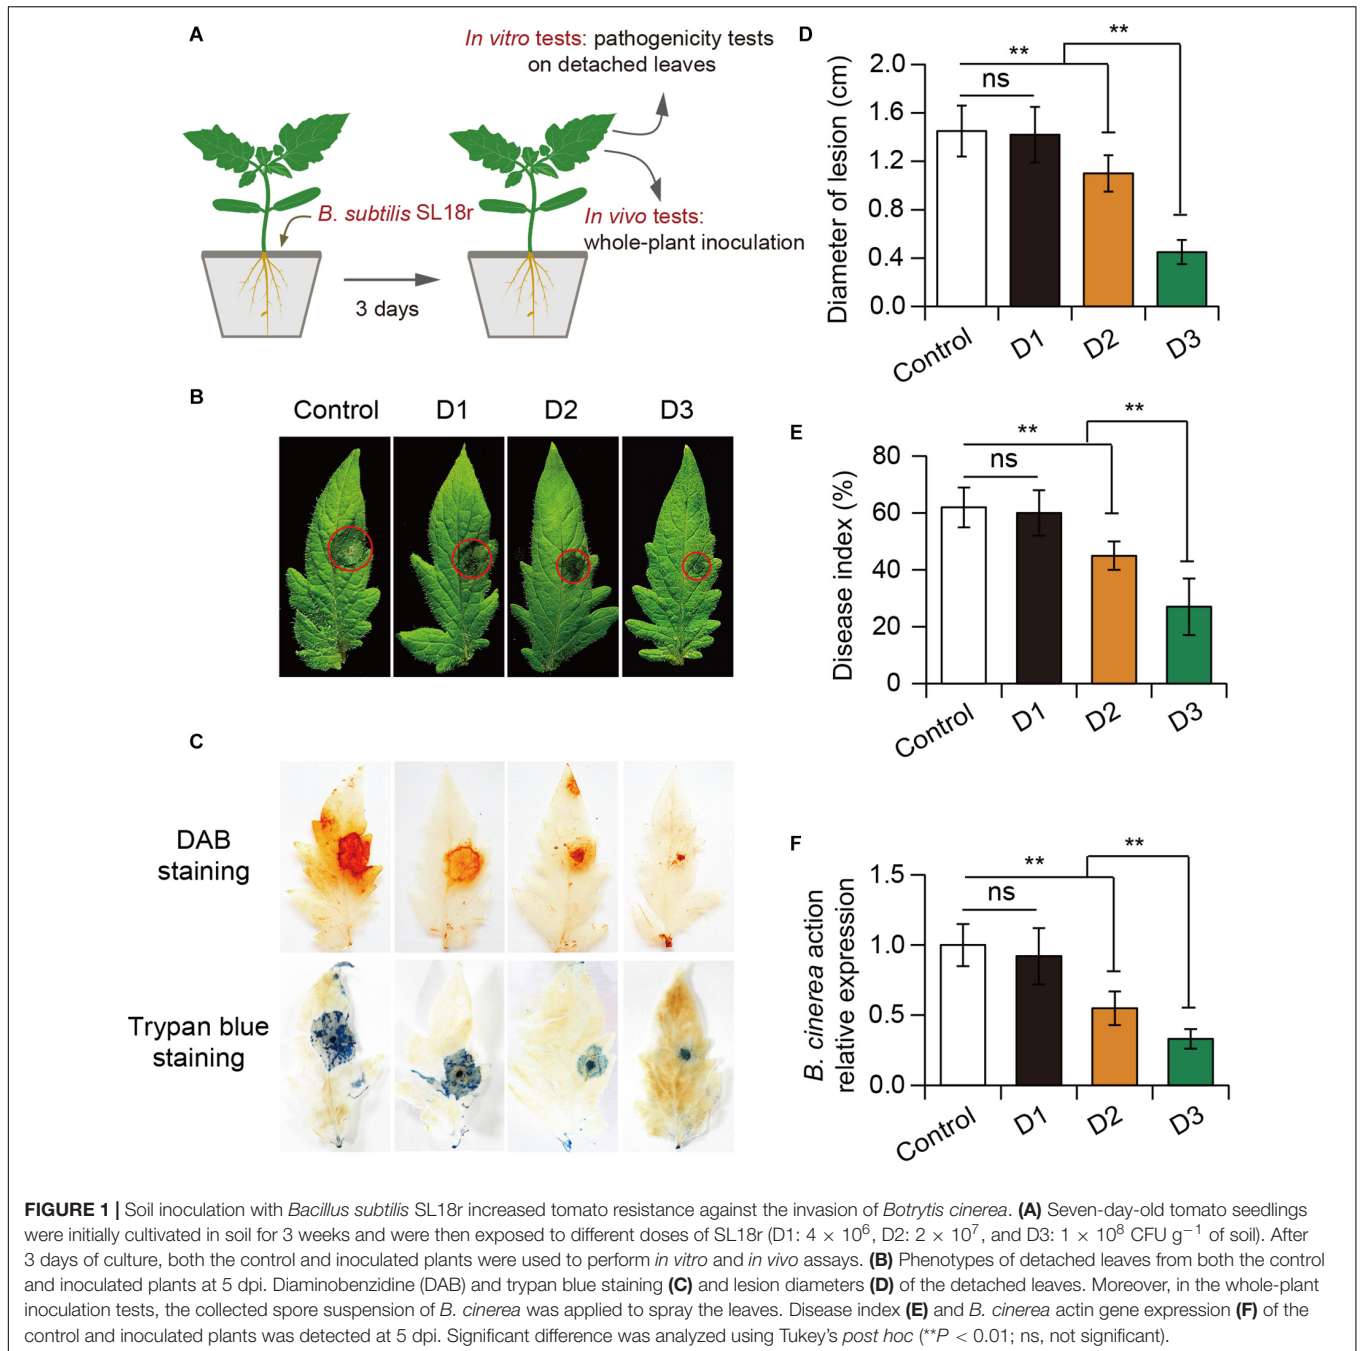 A
In vitro tests: pathogenicity tests
on detached leaves
B. subtilis SL18r
3 days
In vivo tests:
whole-plant inoculation
B
Control D1 D2 D3
C
DAB
staining
Trypan blue
staining
D
Diameter of lesion (cm)
2.0
1.6
1.2
0.8
0.4
0.0
**
**
ns
Control D1 D2 D3
E
Disease index (%)
80
60
40
20
0
**
**
ns
Control D1 D2 D3
F
B. cinerea action
relative expression
1.5
1.0
0.5
0.0
**
**
ns
Control D1 D2 D3
FIGURE 1 | Soil inoculation with Bacillus subtilis SL18r increased tomato resistance against the invasion of Botrytis cinerea. (A) Seven-day-old tomato seedlings
were initially cultivated in soil for 3 weeks and were then exposed to different doses of SL18r (D1: 4 × 10⁶, D2: 2 × 10⁷, and D3: 1 × 10⁸ CFU g⁻¹ of soil). After
3 days of culture, both the control and inoculated plants were used to perform in vitro and in vivo assays. (B) Phenotypes of detached leaves from both the control
and inoculated plants at 5 dpi. Diaminobenzidine (DAB) and trypan blue staining (C) and lesion diameters (D) of the detached leaves. Moreover, in the whole-plant
inoculation tests, the collected spore suspension of B. cinerea was applied to spray the leaves. Disease index (E) and B. cinerea actin gene expression (F) of the
control and inoculated plants was detected at 5 dpi. Significant difference was analyzed using Tukey's post hoc (**P < 0.01; ns, not significant).